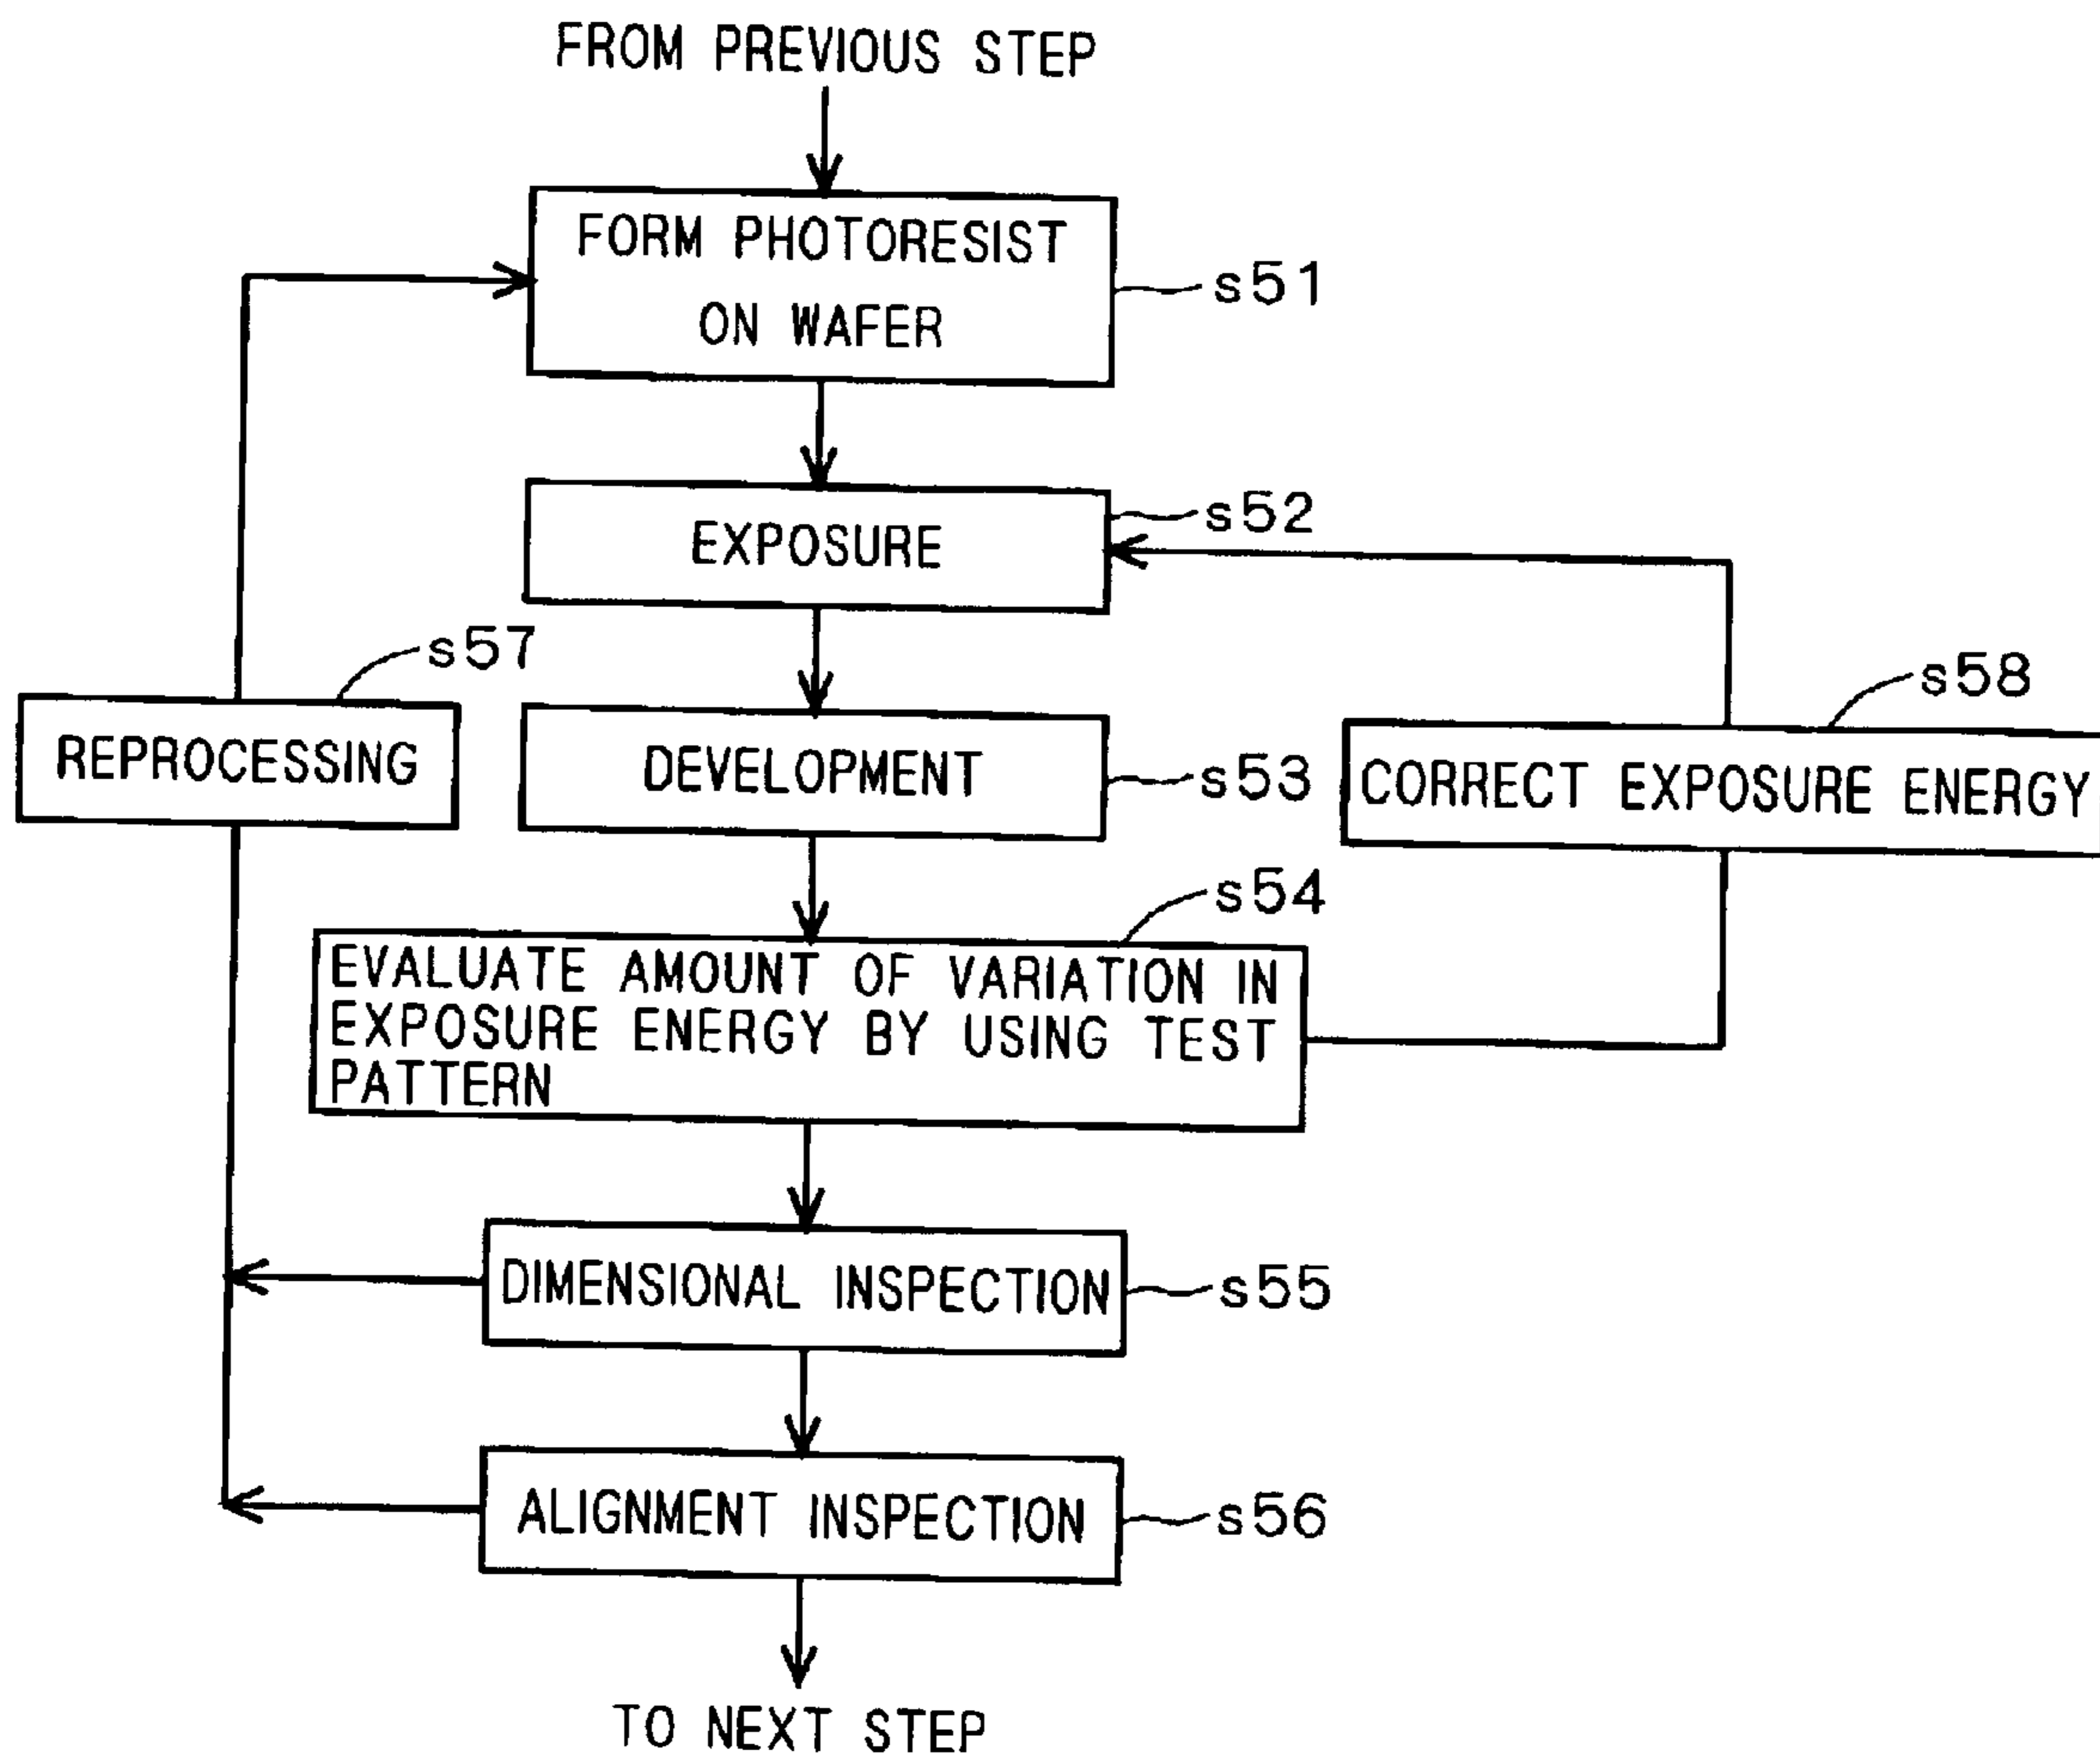 FROM PREVIOUS STEP
FORM PHOTORESIST
ON WAFER
s51
EXPOSURE
s52
s57
REPROCESSING
DEVELOPMENT
s53
s58
CORRECT EXPOSURE ENERGY
s54
EVALUATE AMOUNT OF VARIATION IN
EXPOSURE ENERGY BY USING TEST
PATTERN
DIMENSIONAL INSPECTION
s55
ALIGNMENT INSPECTION
s56
TO NEXT STEP